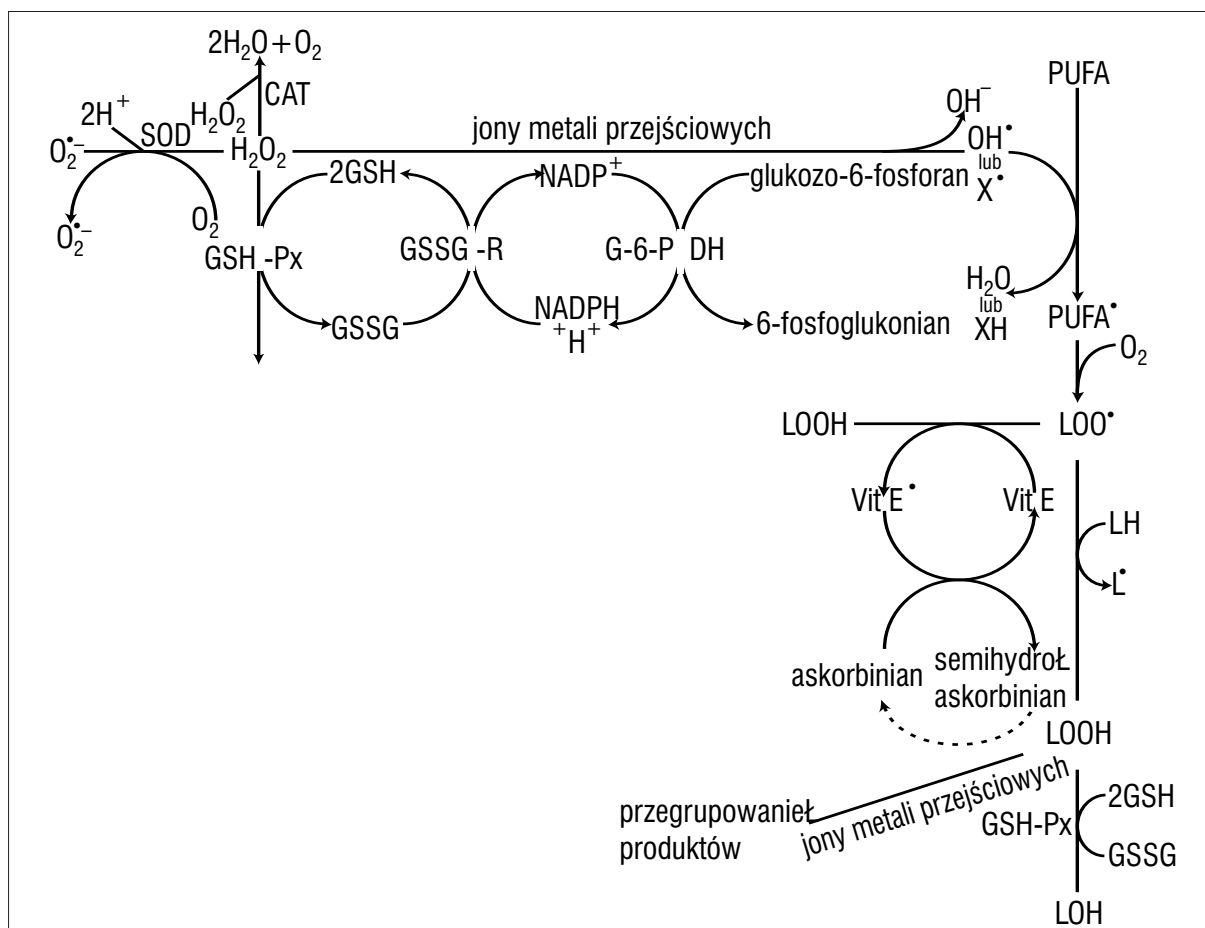 2H₂O+O₂
PUFA
CAT
2H⁺
H₂O₂
OH⁻
SOD
jony metali przejściowych
O₂•⁻
H₂O₂
OH•
lub
X•
2GSH
NADP⁺
glukozo-6-fosforan
O₂•⁻
O₂
GSH -Px
GSSG -R
G-6-P DH
H₂O
lub
XH
NADPH
⁺H⁺
GSSG
6-fosfoglukonian
PUFA•
O₂
LOOH
LOO•
Vit E•
Vit E
LH
L•
askorbinian
semihydroł
askorbinian
LOOH
jony metali przejściowych
przegrupowanieł
produktów
2GSH
GSH-Px
GSSG
LOH